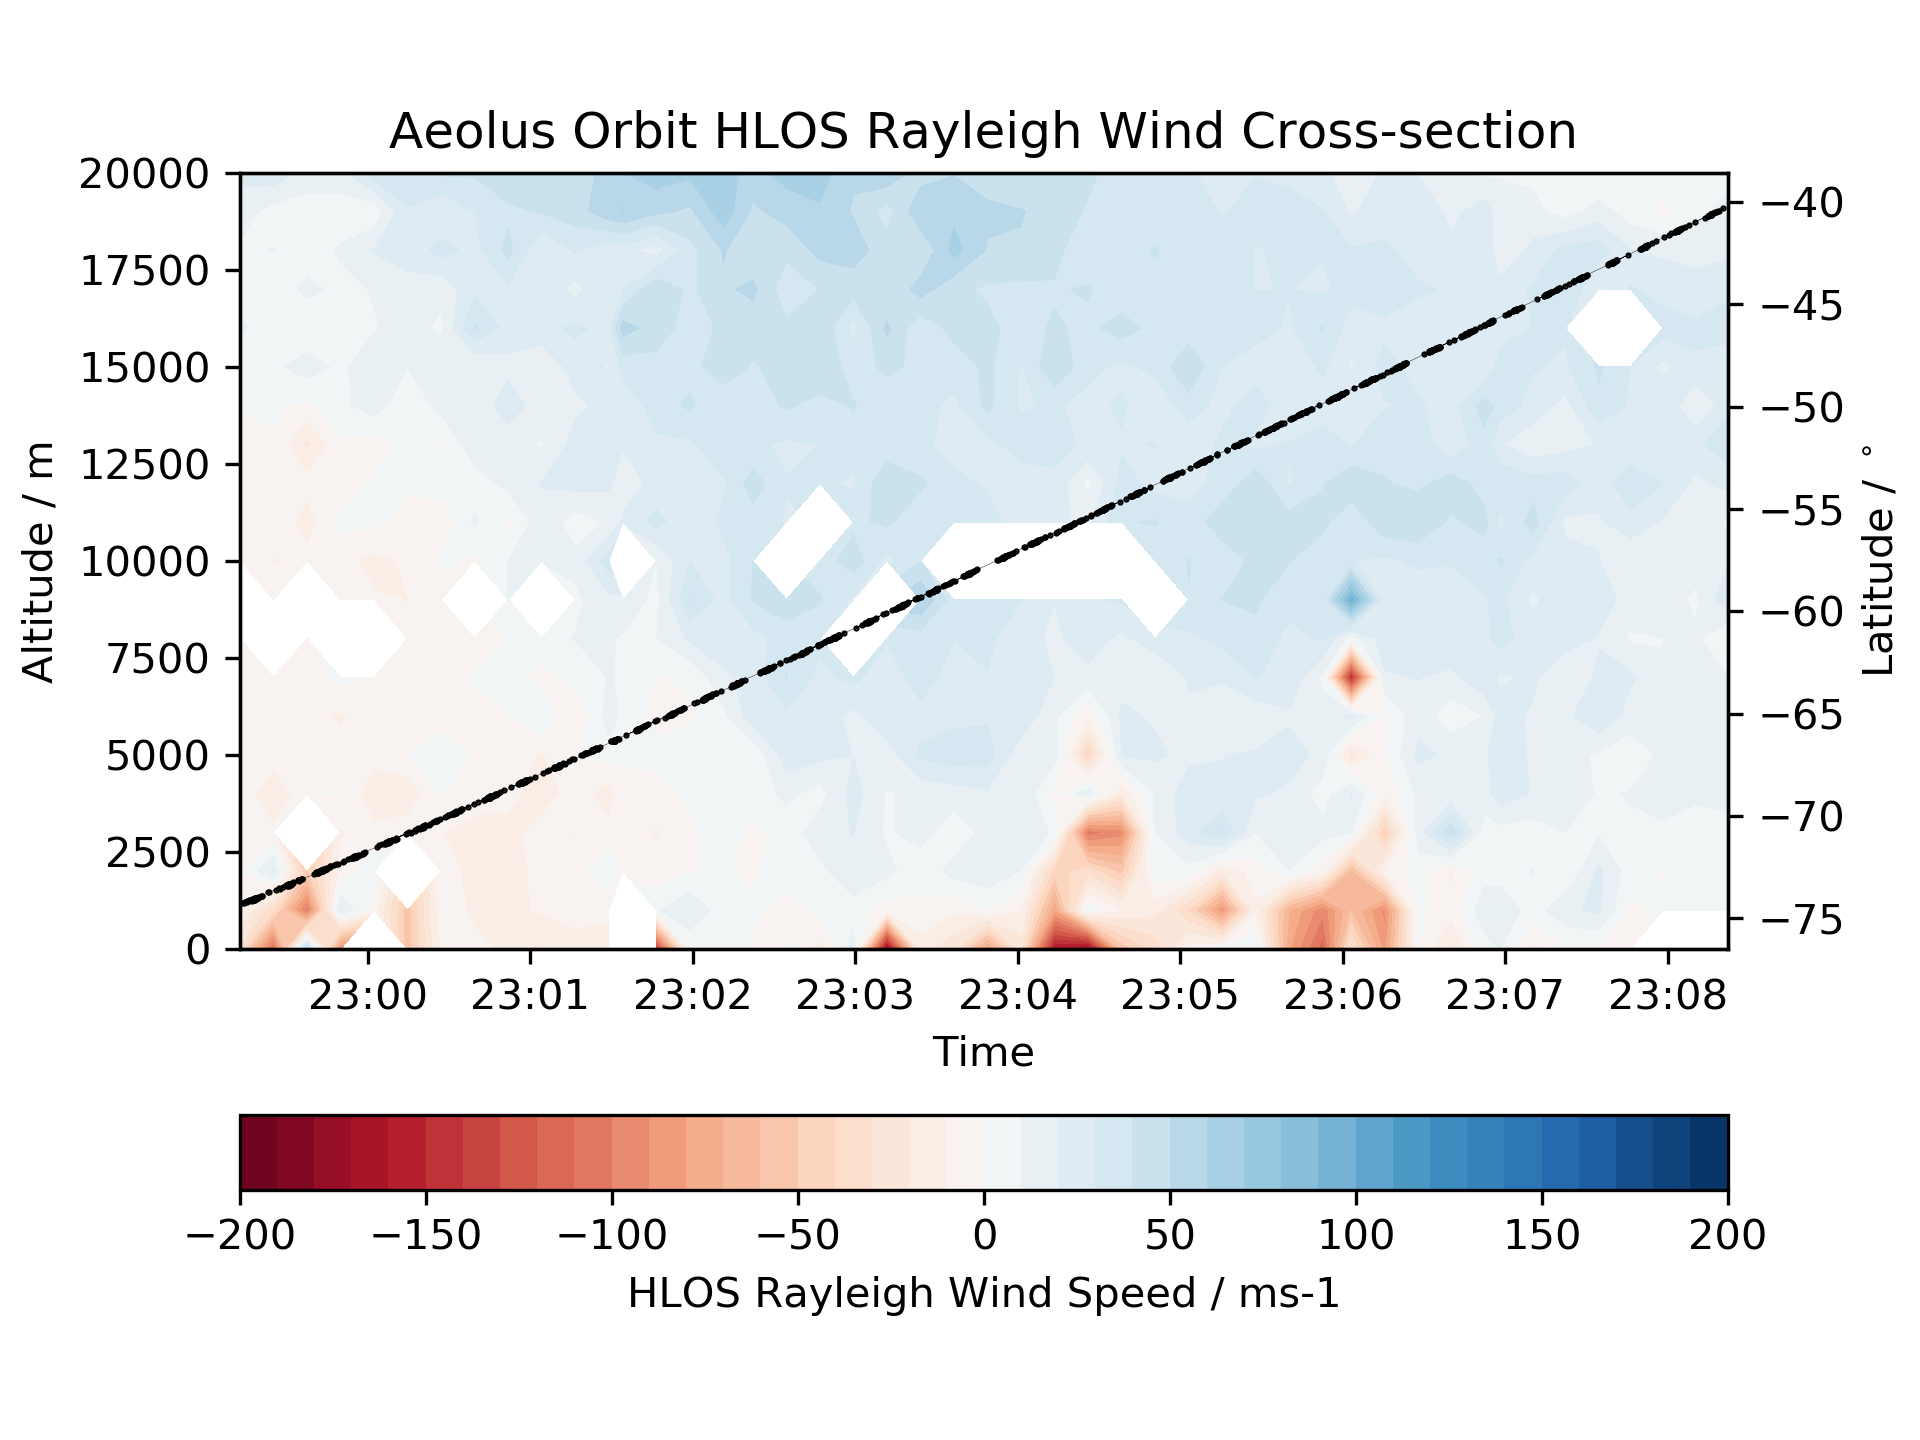 Aeolus Orbit HLOS Rayleigh Wind Cross-section
20000
17500
15000
12500
10000
7500
5000
2500
0
Altitude / m
−40
−45
−50
−55
−60
−65
−70
−75
Latitude / °
23:00 23:01 23:02 23:03 23:04 23:05 23:06 23:07 23:08
Time
−200 −150 −100 −50 0 50 100 150 200
HLOS Rayleigh Wind Speed / ms-1